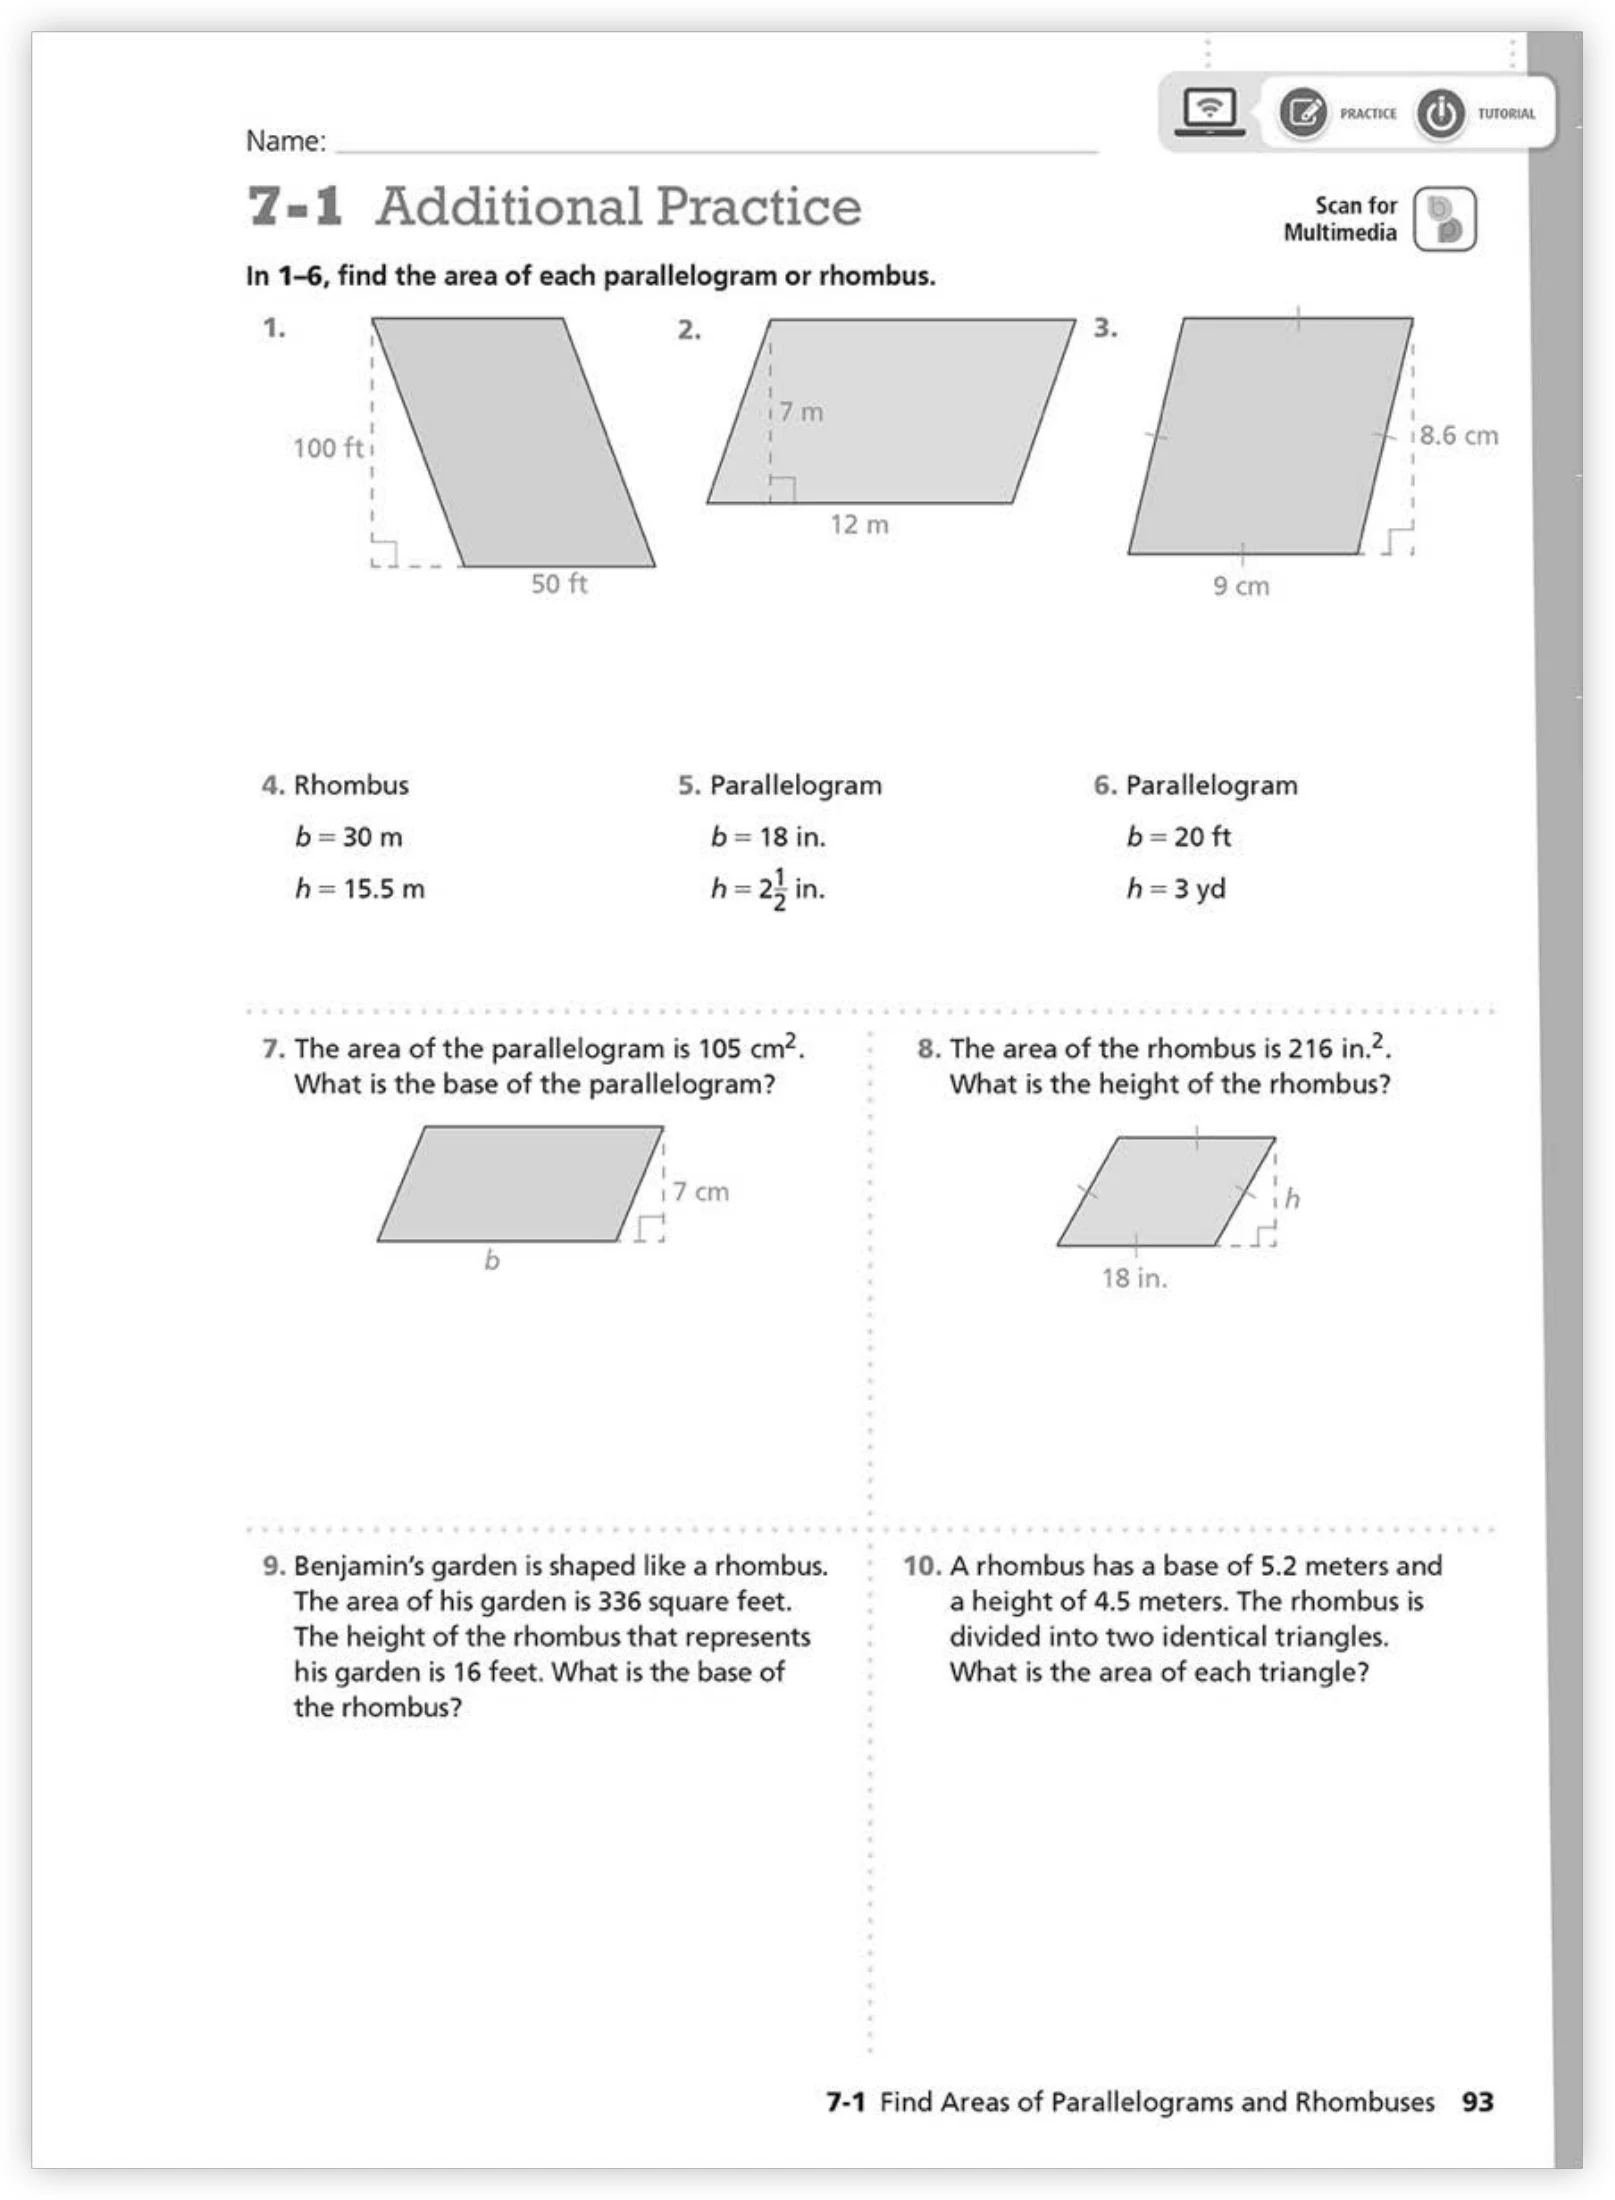 PRACTICE
TUTORIAL
Name:
7-1 Additional Practice
Scan for
Multimedia
In 1–6, find the area of each parallelogram or rhombus.
1.
100 ft
50 ft
2.
7 m
12 m
3.
8.6 cm
9 cm
4. Rhombus
b = 30 m
h = 15.5 m
5. Parallelogram
b = 18 in.
h = 2½ in.
6. Parallelogram
b = 20 ft
h = 3 yd
7. The area of the parallelogram is 105 cm².
What is the base of the parallelogram?
7 cm
b
8. The area of the rhombus is 216 in.².
What is the height of the rhombus?
h
18 in.
9. Benjamin’s garden is shaped like a rhombus.
The area of his garden is 336 square feet.
The height of the rhombus that represents
his garden is 16 feet. What is the base of
the rhombus?
10. A rhombus has a base of 5.2 meters and
a height of 4.5 meters. The rhombus is
divided into two identical triangles.
What is the area of each triangle?
7-1 Find Areas of Parallelograms and Rhombuses 93